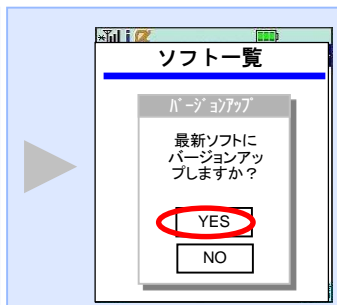 ソフト一覧
ﾊﾞｰｼﾞｮﾝｱｯﾌﾟ
最新ソフトに
バージョンアッ
プしますか？
YES
NO